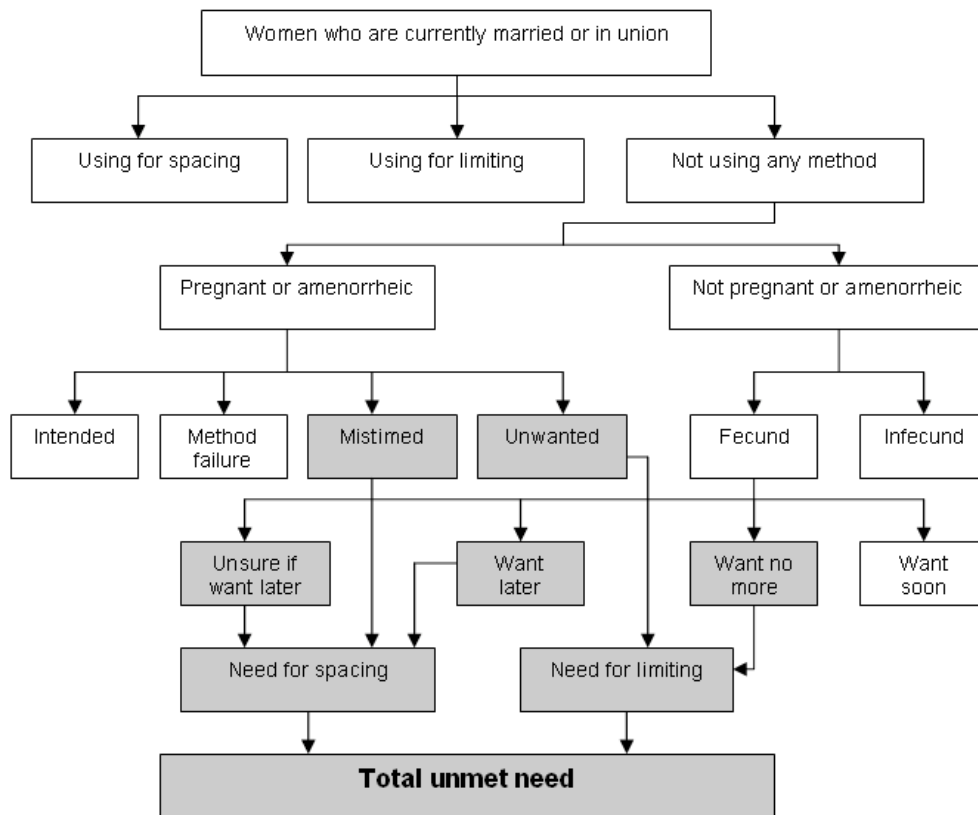 Women who are currently married or in union
Using for spacing
Using for limiting
Not using any method
Pregnant or amenorrheic
Not pregnant or amenorrheic
Intended
Method
failure
Mistimed
Unwanted
Fecund
Infecund
Unsure if
want later
Want
later
Want no
more
Want
soon
Need for spacing
Need for limiting
Total unmet need